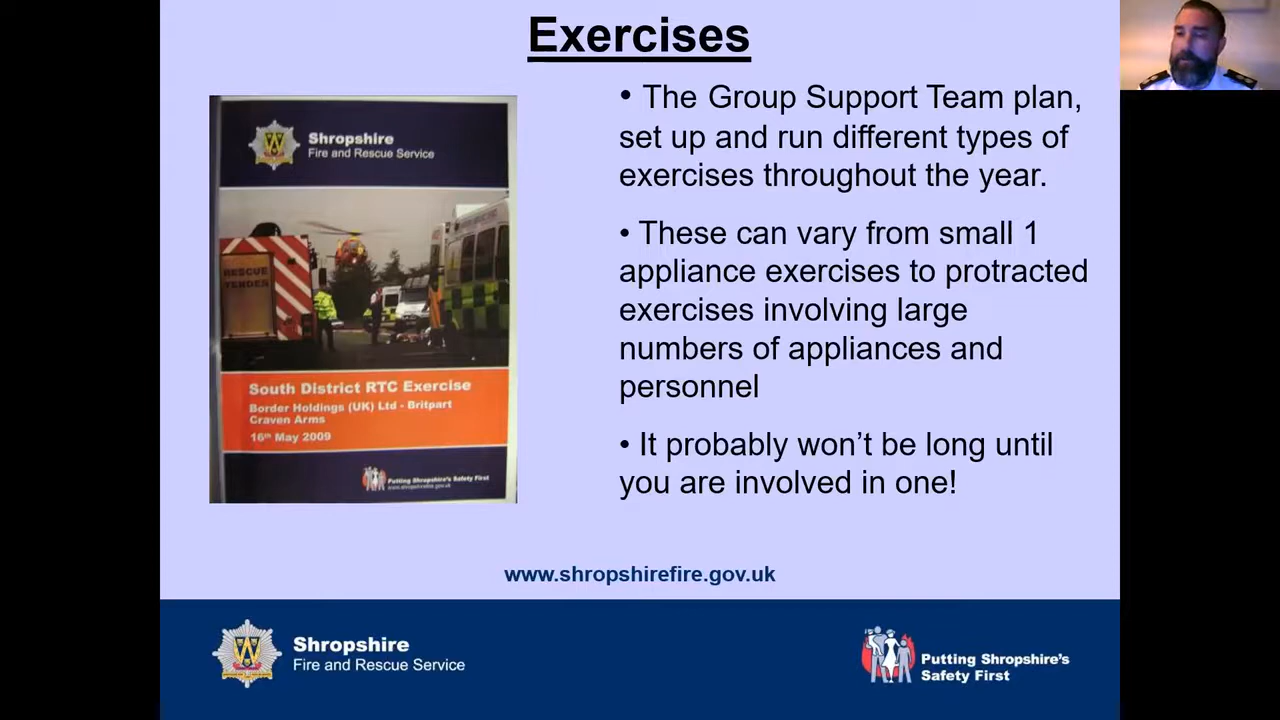 Exercises
Shropshire
Fire and Rescue Service
RESCUE
TENDER
South District RTC Exercise
Border Holdings (UK) Ltd - Britpart
Craven Arms
16th May 2009
Putting Shropshire's Safety First
www.shropshirefire.gov.uk
• The Group Support Team plan,
set up and run different types of
exercises throughout the year.
• These can vary from small 1
appliance exercises to protracted
exercises involving large
numbers of appliances and
personnel
• It probably won’t be long until
you are involved in one!
www.shropshirefire.gov.uk
Shropshire
Fire and Rescue Service
Putting Shropshire's
Safety First